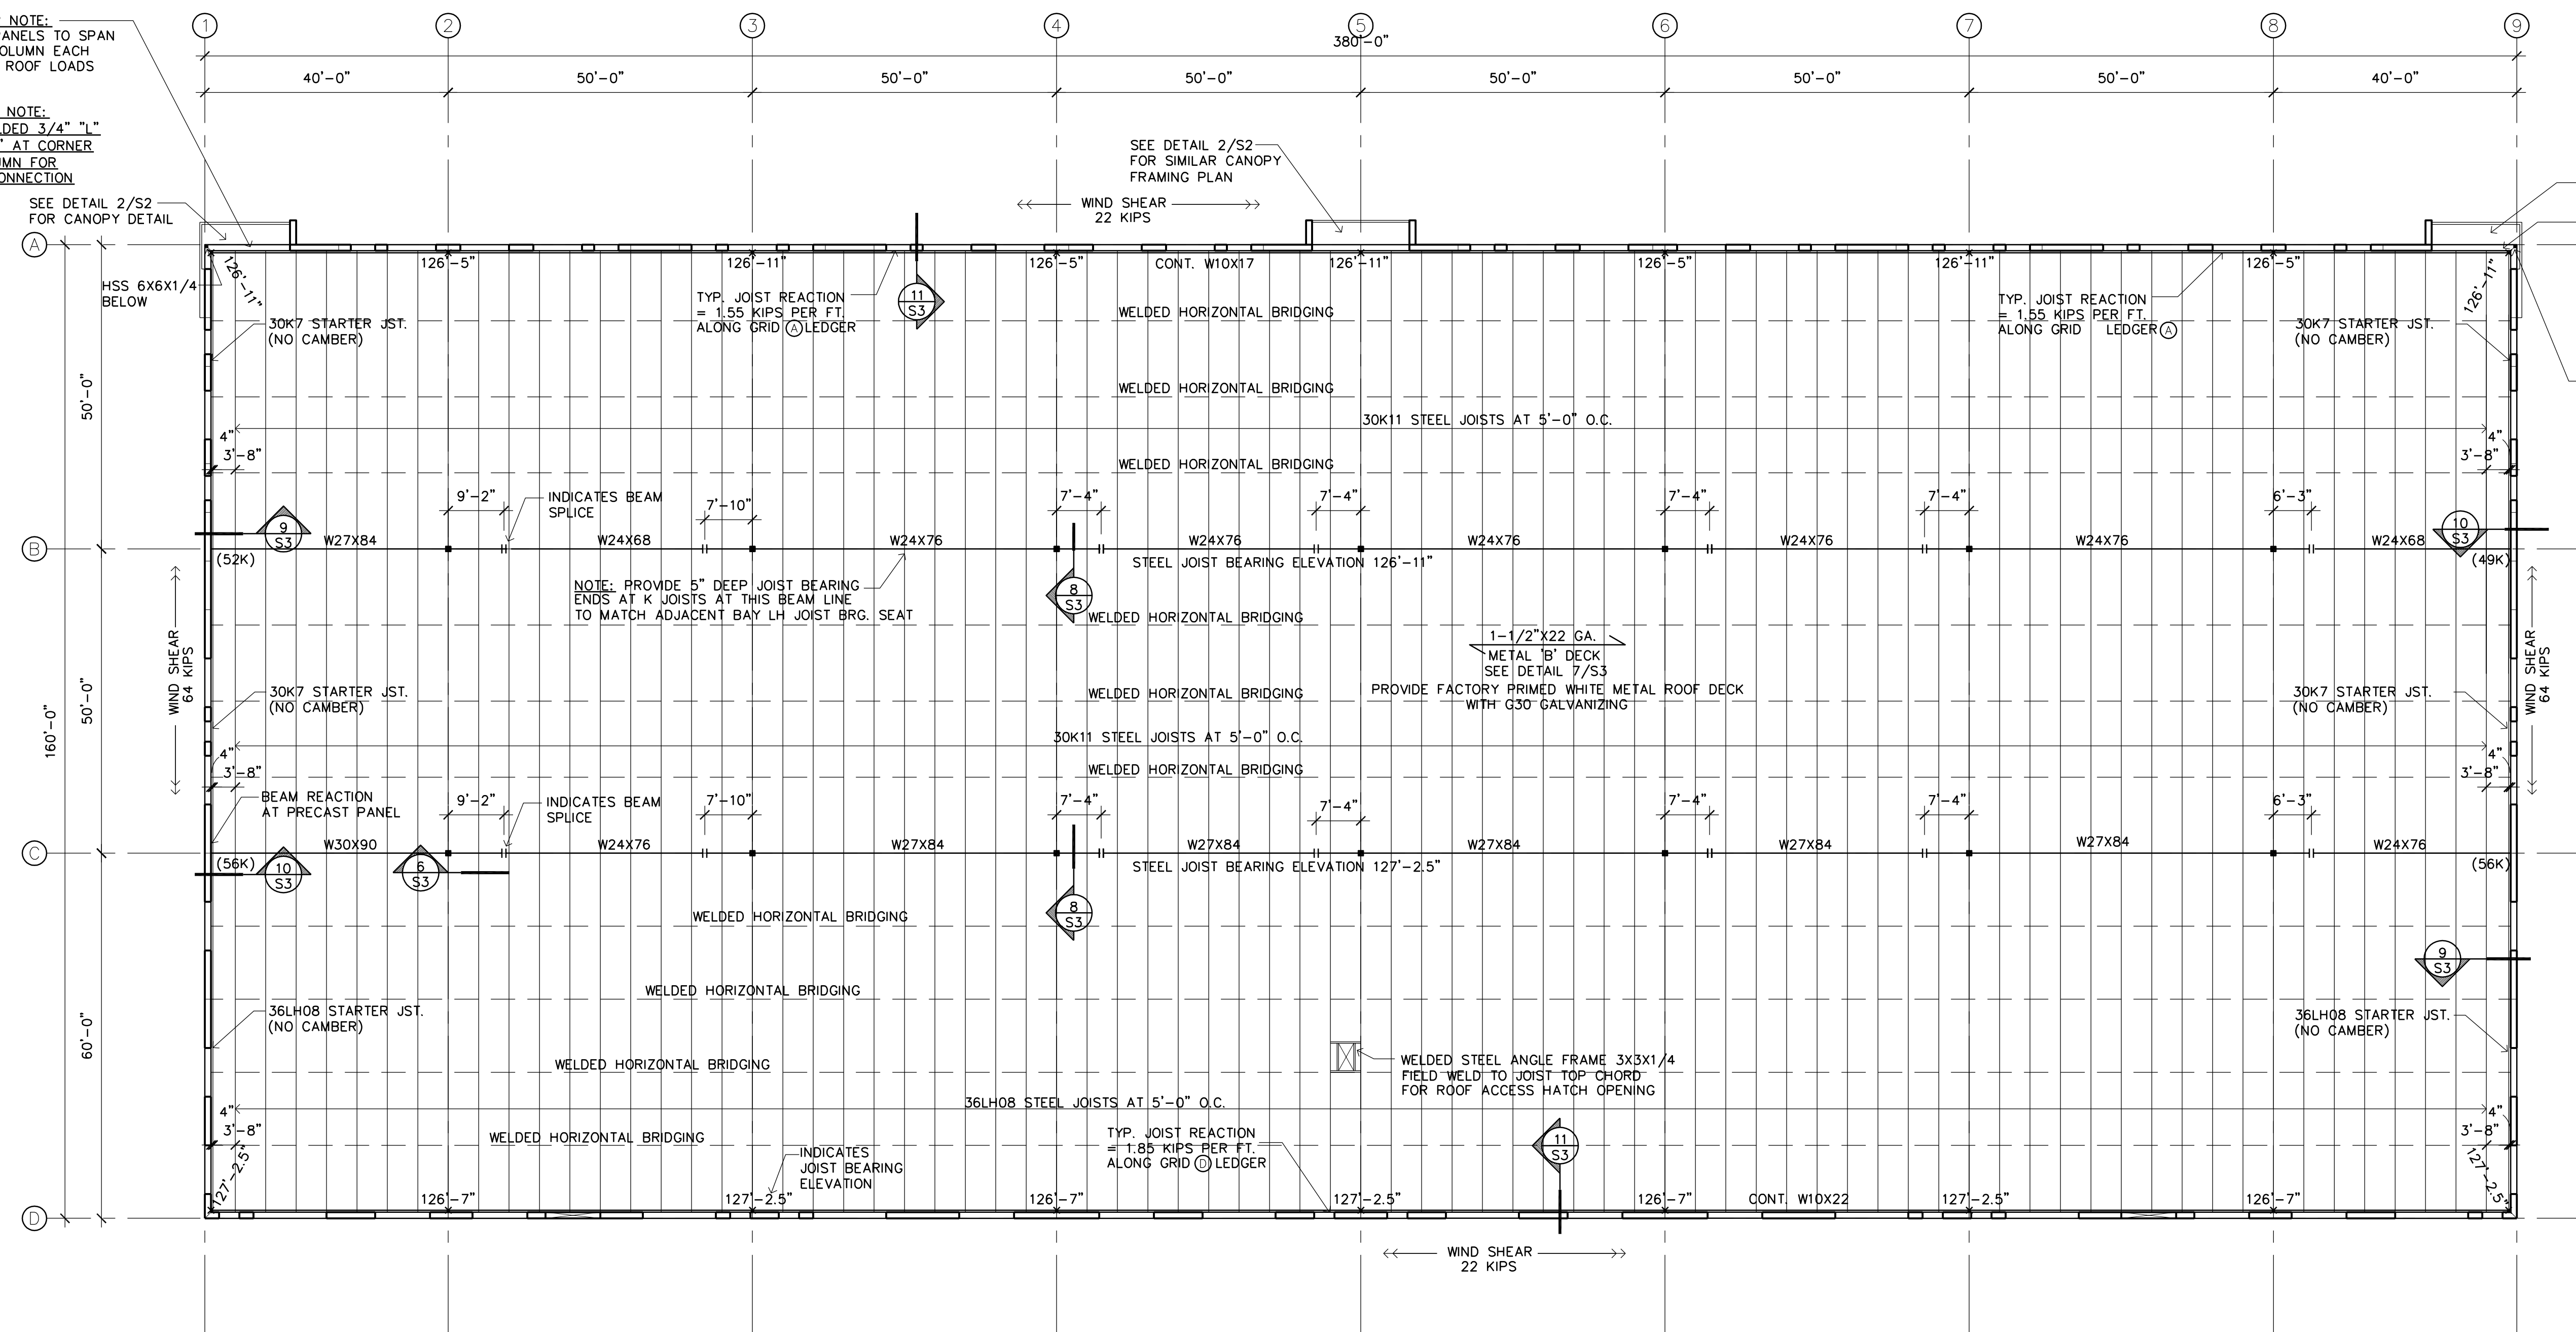 NOTE:
PANELS TO SPAN
OLUMN EACH
ROOF LOADS
NOTE:
LDED 3/4" "L"
" AT CORNER
UMN FOR
ONNECTION
1
2
3
4
5
6
7
8
9
380'-0"
40'-0"
50'-0"
50'-0"
50'-0"
50'-0"
50'-0"
50'-0"
40'-0"
SEE DETAIL 2/S2
FOR CANOPY DETAIL
SEE DETAIL 2/S2
FOR SIMILAR CANOPY
FRAMING PLAN
WIND SHEAR
22 KIPS
A
126'-11"
126'-5"
126'-11"
126'-5"
CONT. W10X17
126'-11"
126'-5"
126'-11"
126'-5"
126'-11"
HSS 6X6X1/4
BELOW
TYP. JOIST REACTION
= 1.55 KIPS PER FT.
ALONG GRID A LEDGER
11
S3
WELDED HORIZONTAL BRIDGING
TYP. JOIST REACTION
= 1.55 KIPS PER FT.
ALONG GRID LEDGER A
30K7 STARTER JST.
(NO CAMBER)
30K7 STARTER JST.
(NO CAMBER)
50'-0"
WELDED HORIZONTAL BRIDGING
30K11 STEEL JOISTS AT 5'-0" O.C.
4"
3'-8"
4"
3'-8"
WELDED HORIZONTAL BRIDGING
9'-2"
INDICATES BEAM
SPLICE
7'-10"
7'-4"
7'-4"
7'-4"
7'-4"
6'-3"
9
S3
10
S3
B
W27X84
W24X68
W24X76
W24X76
W24X76
W24X76
W24X76
W24X68
(52K)
STEEL JOIST BEARING ELEVATION 126'-11"
(49K)
NOTE: PROVIDE 5" DEEP JOIST BEARING
ENDS AT K JOISTS AT THIS BEAM LINE
TO MATCH ADJACENT BAY LH JOIST BRG. SEAT
8
S3
WELDED HORIZONTAL BRIDGING
1-1/2"X22 GA.
METAL 'B' DECK
SEE DETAIL 7/S3
PROVIDE FACTORY PRIMED WHITE METAL ROOF DECK
WITH G30 GALVANIZING
WIND SHEAR
64 KIPS
WIND SHEAR
64 KIPS
160'-0"
50'-0"
30K7 STARTER JST.
(NO CAMBER)
WELDED HORIZONTAL BRIDGING
30K7 STARTER JST.
(NO CAMBER)
30K11 STEEL JOISTS AT 5'-0" O.C.
4"
3'-8"
4"
3'-8"
WELDED HORIZONTAL BRIDGING
BEAM REACTION
AT PRECAST PANEL
9'-2"
INDICATES BEAM
SPLICE
7'-10"
7'-4"
7'-4"
7'-4"
7'-4"
6'-3"
C
W30X90
W24X76
W27X84
W27X84
W27X84
W27X84
W27X84
W24X76
(56K)
10
S3
6
S3
STEEL JOIST BEARING ELEVATION 127'-2.5"
(56K)
8
S3
WELDED HORIZONTAL BRIDGING
9
S3
WELDED HORIZONTAL BRIDGING
60'-0"
36LH08 STARTER JST.
(NO CAMBER)
36LH08 STARTER JST.
(NO CAMBER)
WELDED HORIZONTAL BRIDGING
WELDED STEEL ANGLE FRAME 3X3X1/4
FIELD WELD TO JOIST TOP CHORD
FOR ROOF ACCESS HATCH OPENING
36LH08 STEEL JOISTS AT 5'-0" O.C.
4"
3'-8"
4"
3'-8"
WELDED HORIZONTAL BRIDGING
TYP. JOIST REACTION
= 1.85 KIPS PER FT.
ALONG GRID D LEDGER
11
S3
INDICATES
JOIST BEARING
ELEVATION
127'-2.5"
126'-7"
127'-2.5"
126'-7"
127'-2.5"
126'-7"
CONT. W10X22
127'-2.5"
126'-7"
127'-2.5"
D
WIND SHEAR
22 KIPS